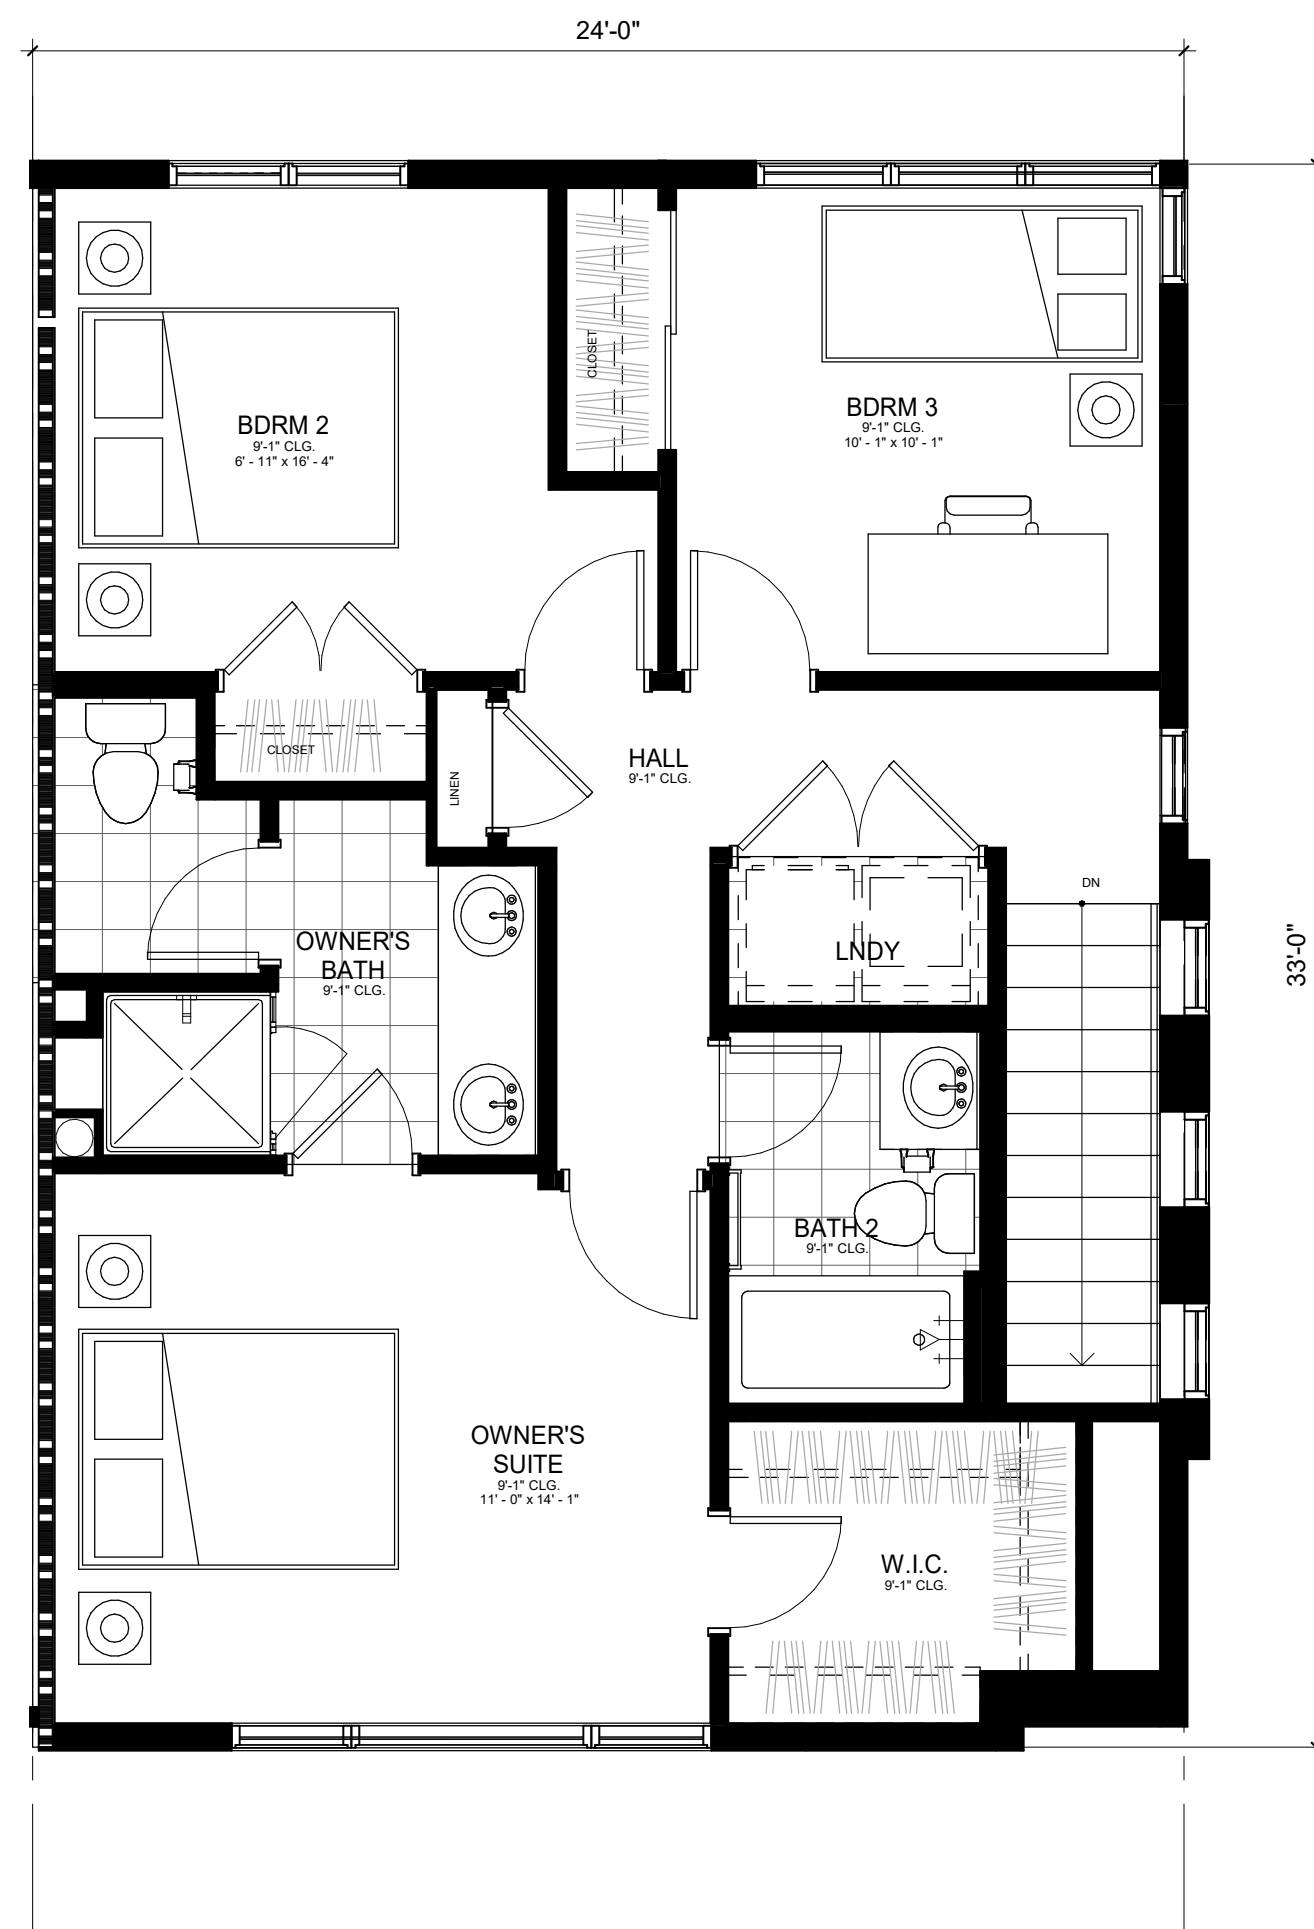 24'-0"
CLOSET
BDRM 2
9'-1" CLG.
6' - 11" x 16' - 4"
BDRM 3
9'-1" CLG.
10' - 1" x 10' - 1"
CLOSET
LINEN
HALL
9'-1" CLG.
DN
OWNER'S
BATH
9'-1" CLG.
LNDY
33'-0"
BATH 2
9'-1" CLG.
OWNER'S
SUITE
9'-1" CLG.
11' - 0" x 14' - 1"
W.I.C.
9'-1" CLG.